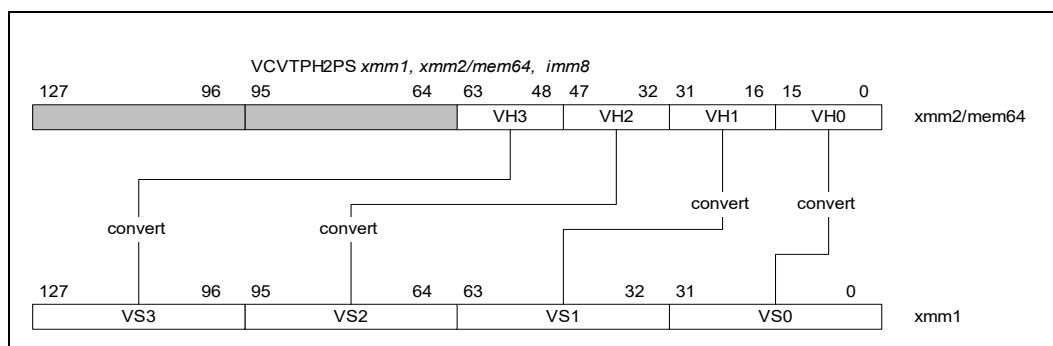 VCVTPH2PS xmm1, xmm2/mem64, imm8
127 96 95 64 63 48 47 32 31 16 15 0
VH3 VH2 VH1 VH0 xmm2/mem64
convert convert
convert convert
127 96 95 64 63 32 31 0
VS3 VS2 VS1 VS0 xmm1